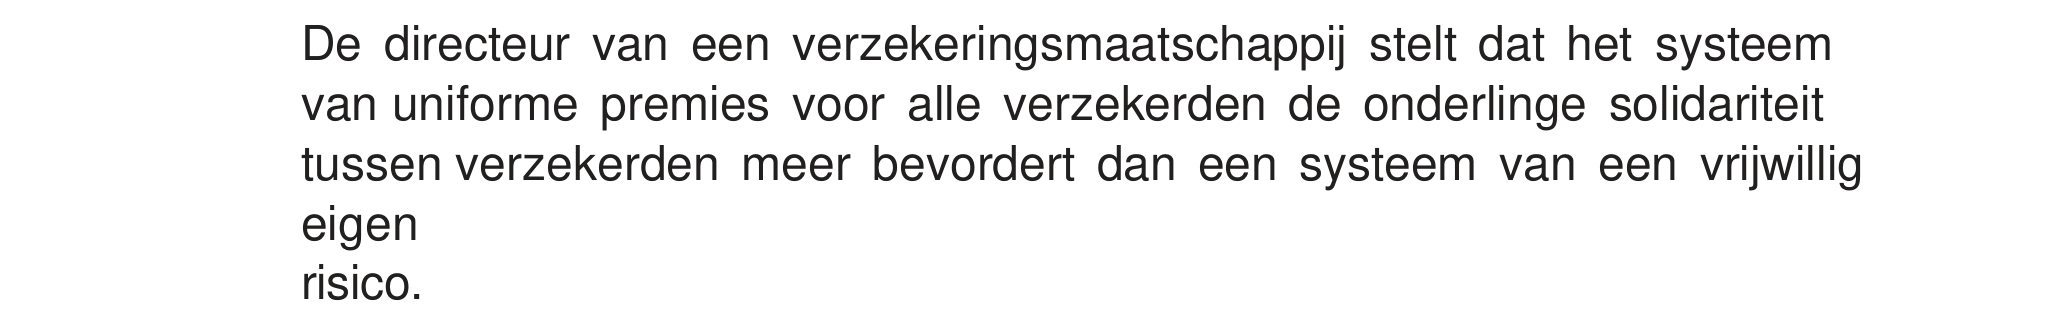 De directeur van een verzekeringsmaatschappij stelt dat het systeem
van uniforme premies voor alle verzekerden de onderlinge solidariteit
tussen verzekerden meer bevordert dan een systeem van een vrijwillig
eigen
risico.